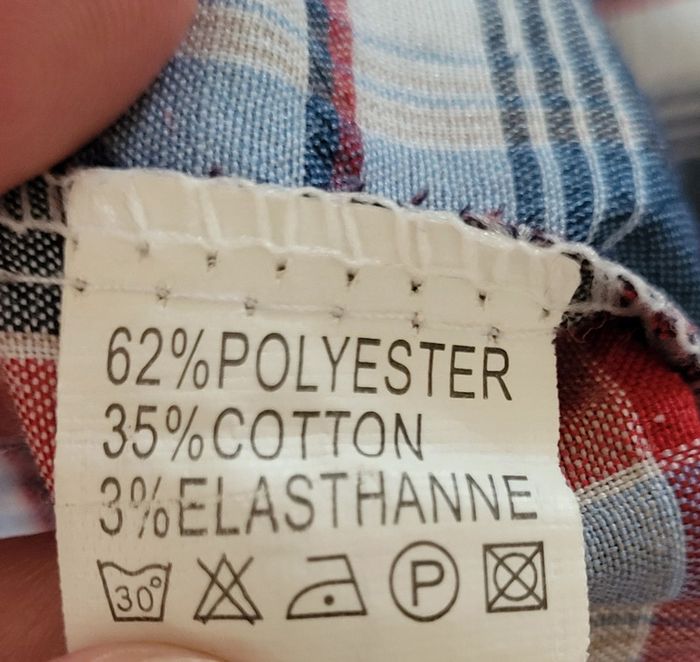 62%POLYESTER
35%COTTON
3%ELASTHANNE
30° P